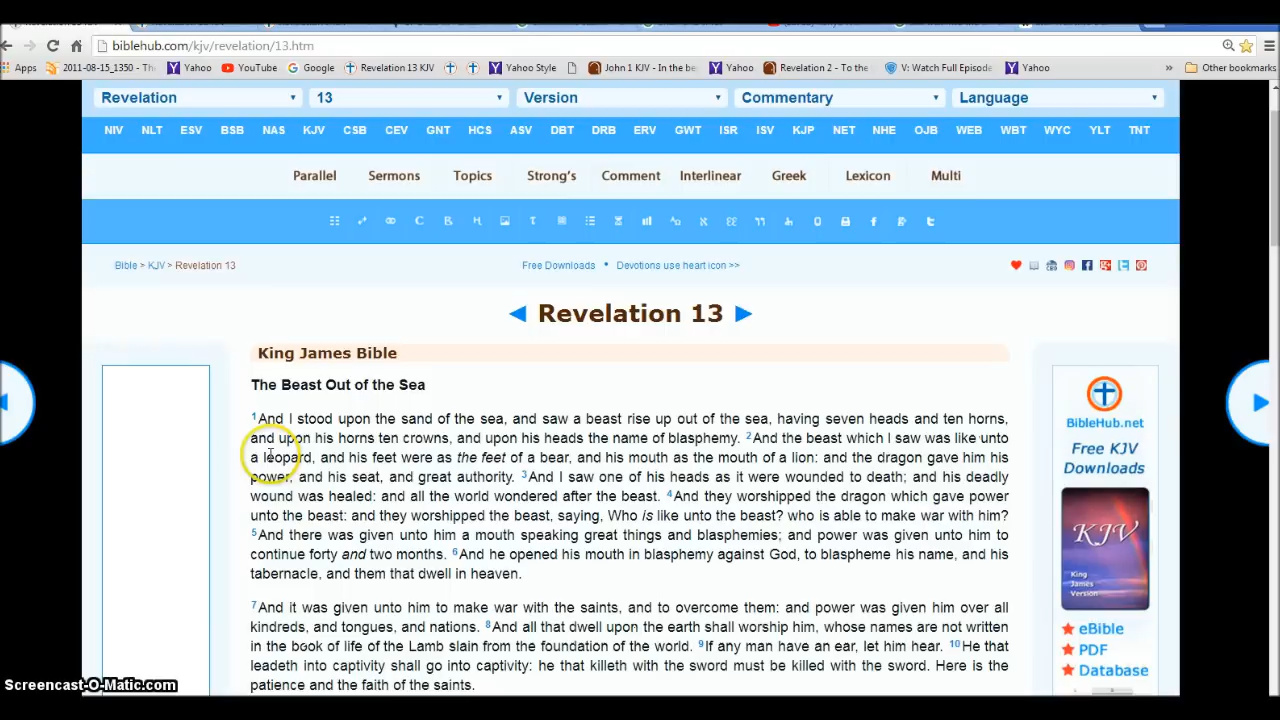 biblehub.com/kjv/revelation/13.htm
Apps 2011-08-15_1350 - Th Yahoo YouTube Google Revelation 13 KJV Yahoo Style John 1 KJV - In the be Yahoo Revelation 2 - To the V: Watch Full Episode Yahoo » Other bookmarks
Revelation 13 Version Commentary Language
NIV NLT ESV BSB NAS KJV CSB CEV GNT HCS ASV DBT DRB ERV GWT ISR ISV KJP NET NHE OJB WEB WBT WYC YLT TNT
Parallel Sermons Topics Strong's Comment Interlinear Greek Lexicon Multi
Bible > KJV > Revelation 13 Free Downloads • Devotions use heart icon >>
◄ Revelation 13 ►
King James Bible
The Beast Out of the Sea
1And I stood upon the sand of the sea, and saw a beast rise up out of the sea, having seven heads and ten horns,
and upon his horns ten crowns, and upon his heads the name of blasphemy. 2And the beast which I saw was like unto
a leopard, and his feet were as the feet of a bear, and his mouth as the mouth of a lion: and the dragon gave him his
power, and his seat, and great authority. 3And I saw one of his heads as it were wounded to death; and his deadly
wound was healed: and all the world wondered after the beast. 4And they worshipped the dragon which gave power
unto the beast: and they worshipped the beast, saying, Who is like unto the beast? who is able to make war with him?
5And there was given unto him a mouth speaking great things and blasphemies; and power was given unto him to
continue forty and two months. 6And he opened his mouth in blasphemy against God, to blaspheme his name, and his
tabernacle, and them that dwell in heaven.
7And it was given unto him to make war with the saints, and to overcome them: and power was given him over all
kindreds, and tongues, and nations. 8And all that dwell upon the earth shall worship him, whose names are not written
in the book of life of the Lamb slain from the foundation of the world. 9If any man have an ear, let him hear. 10He that
leadeth into captivity shall go into captivity: he that killeth with the sword must be killed with the sword. Here is the
patience and the faith of the saints.
BibleHub.net
Free KJV
Downloads
KJV
King
James
Version
eBible
PDF
Database
Screencast-O-Matic.com